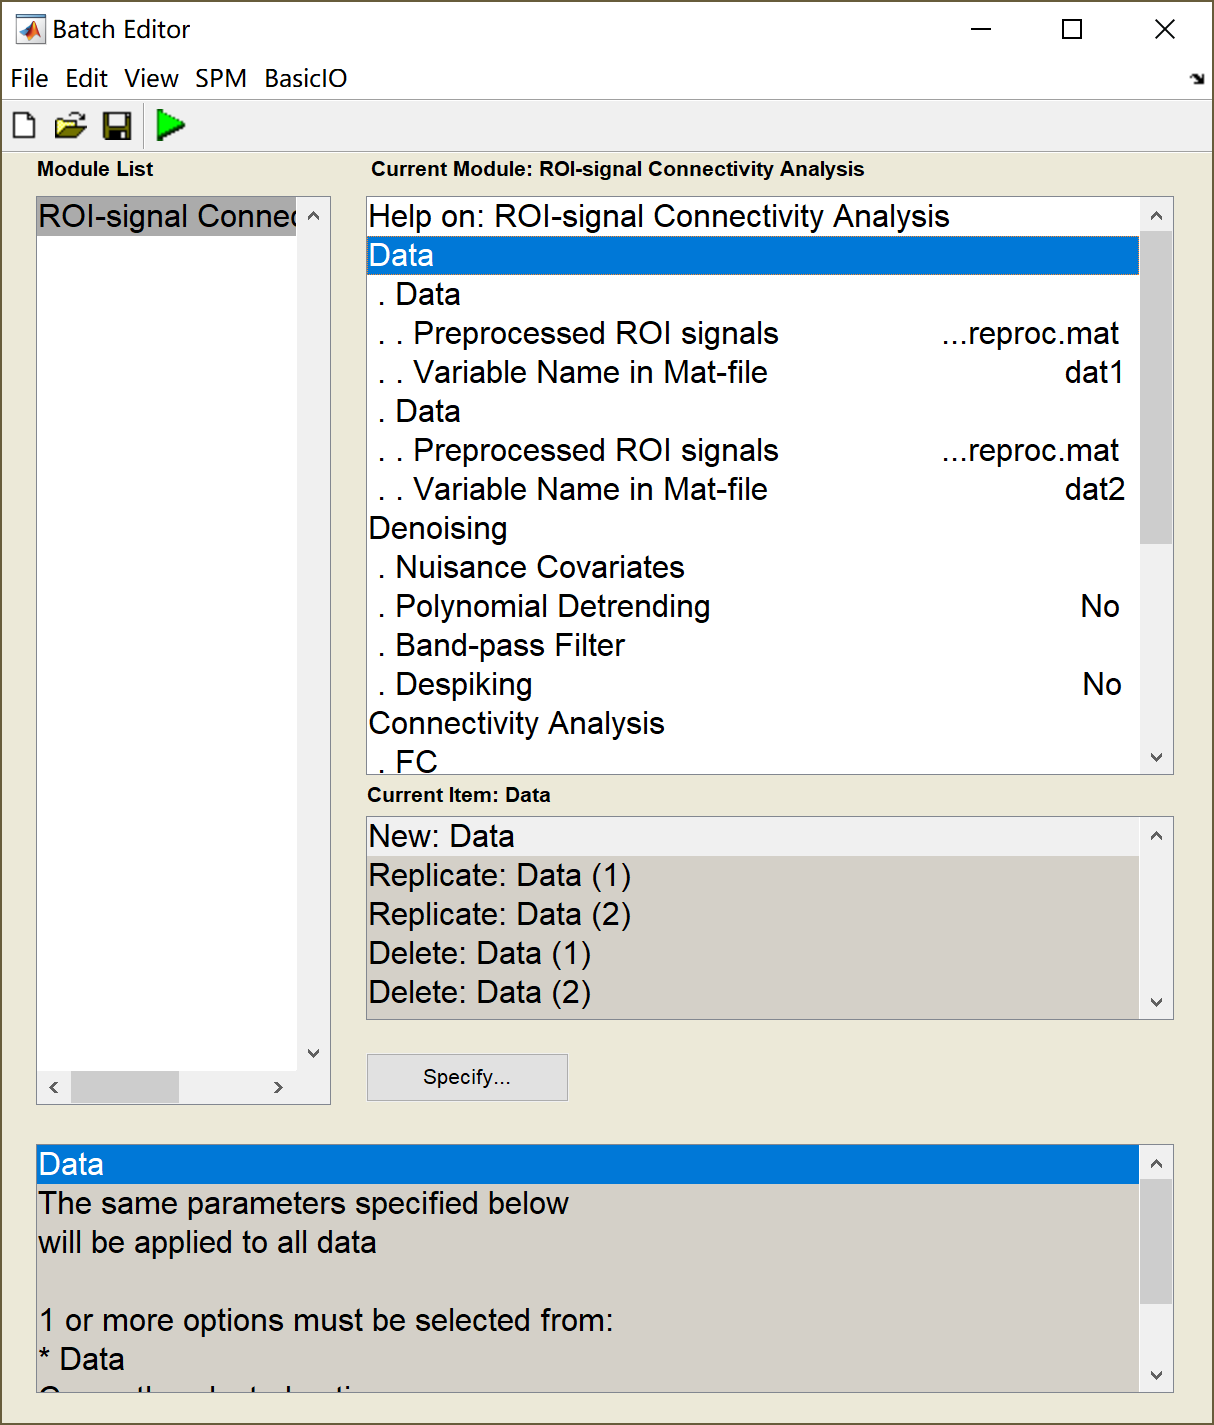 Batch Editor
File Edit View SPM BasicIO
Module List
ROI-signal Connec
Current Module: ROI-signal Connectivity Analysis
Help on: ROI-signal Connectivity Analysis
Data
. Data
. . Preprocessed ROI signals ...reproc.mat
. . Variable Name in Mat-file dat1
. Data
. . Preprocessed ROI signals ...reproc.mat
. . Variable Name in Mat-file dat2
Denoising
. Nuisance Covariates
. Polynomial Detrending No
. Band-pass Filter
. Despiking No
Connectivity Analysis
. FC
Current Item: Data
New: Data
Replicate: Data (1)
Replicate: Data (2)
Delete: Data (1)
Delete: Data (2)
Specify...
Data
The same parameters specified below
will be applied to all data
1 or more options must be selected from:
* Data